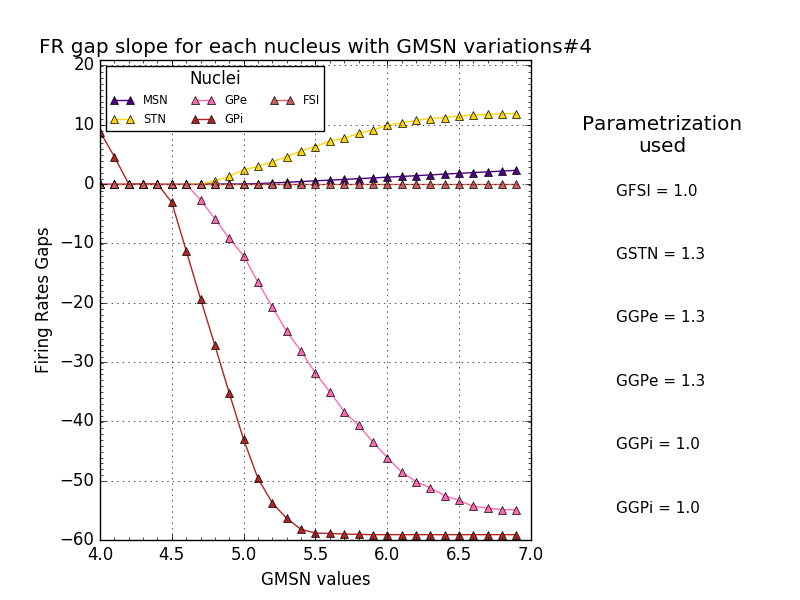 FR gap slope for each nucleus with GMSN variations#4
Nuclei
MSN GPe FSI
STN GPi
20
10
0
−10
−20
−30
−40
−50
−60
Firing Rates Gaps
4.0 4.5 5.0 5.5 6.0 6.5 7.0
GMSN values
Parametrization
used
GFSI = 1.0
GSTN = 1.3
GGPe = 1.3
GGPe = 1.3
GGPi = 1.0
GGPi = 1.0